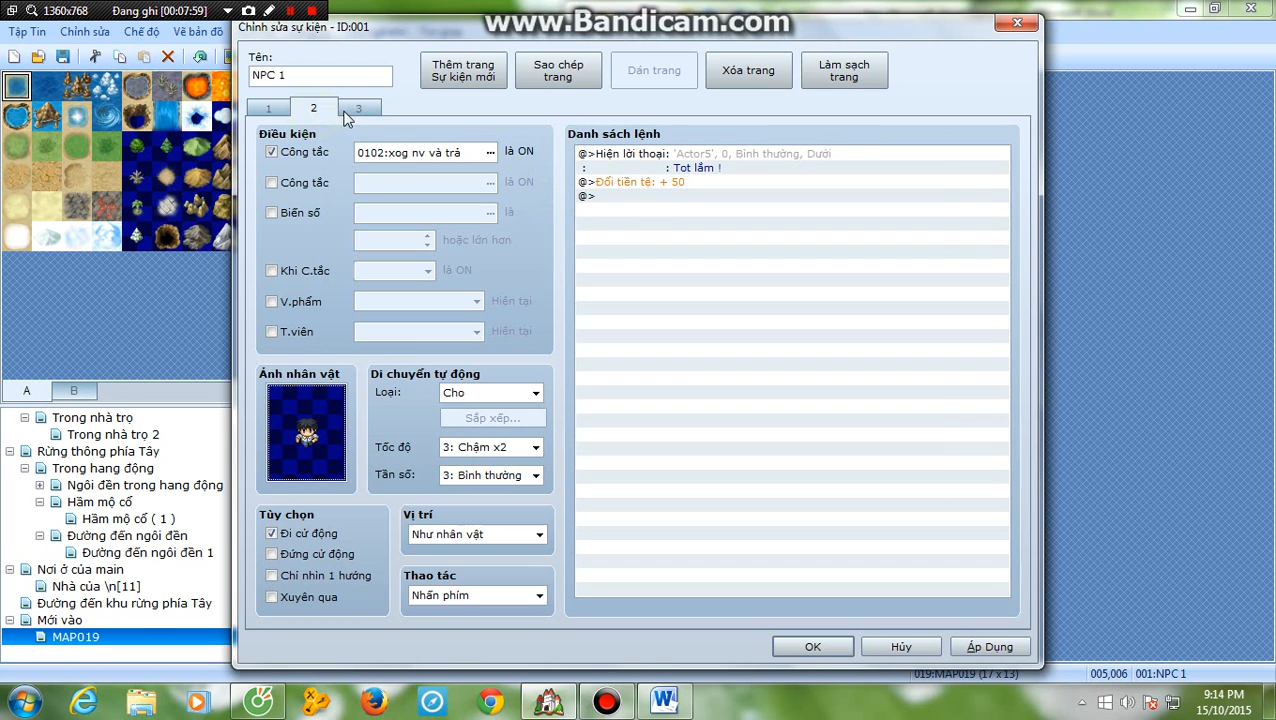 1360x768 Đang ghi (00:07:59)
www.Bandicam.com
Chỉnh sửa sự kiện - ID:001
Tập Tin Chỉnh sửa Chế độ Vẽ bản đồ
Tên:
NPC 1
Thêm trang
Sự kiện mới
Sao chép
trang
Dán trang
Xóa trang
Làm sạch
trang
1 2 3
Điều kiện
Công tắc 0102:xog nv và trả ... là ON
Công tắc ... là ON
Biến số ... là
hoặc lớn hơn
Khi C.tắc là ON
V.phẩm Hiện tại
T.viên Hiện tại
Ảnh nhân vật
Di chuyển tự động
Loại: Cho
Sắp xếp...
Tốc độ 3: Chậm x2
Tần số: 3: Bình thường
Tùy chọn
Đi cử động
Đứng cử động
Chỉ nhìn 1 hướng
Xuyên qua
Vị trí
Như nhân vật
Thao tác
Nhấn phím
Danh sách lệnh
@>Hiện lời thoại: 'Actor5', 0, Bình thường, Dưới
: : Tot lắm !
@>Đổi tiền tệ: + 50
@>
OK Hủy Áp Dụng
A B
Trong nhà trọ
Trong nhà trọ 2
Rừng thông phía Tây
Trong hang động
Ngôi đền trong hang động
Hầm mộ cổ
Hầm mộ cổ ( 1 )
Đường đến ngôi đền
Đường đến ngôi đền 1
Nơi ở của main
Nhà của \n[11]
Đường đến khu rừng phía Tây
Mới vào
MAP019
019:MAP019 (17 x 13) 005,006 001:NPC 1
9:14 PM
15/10/2015